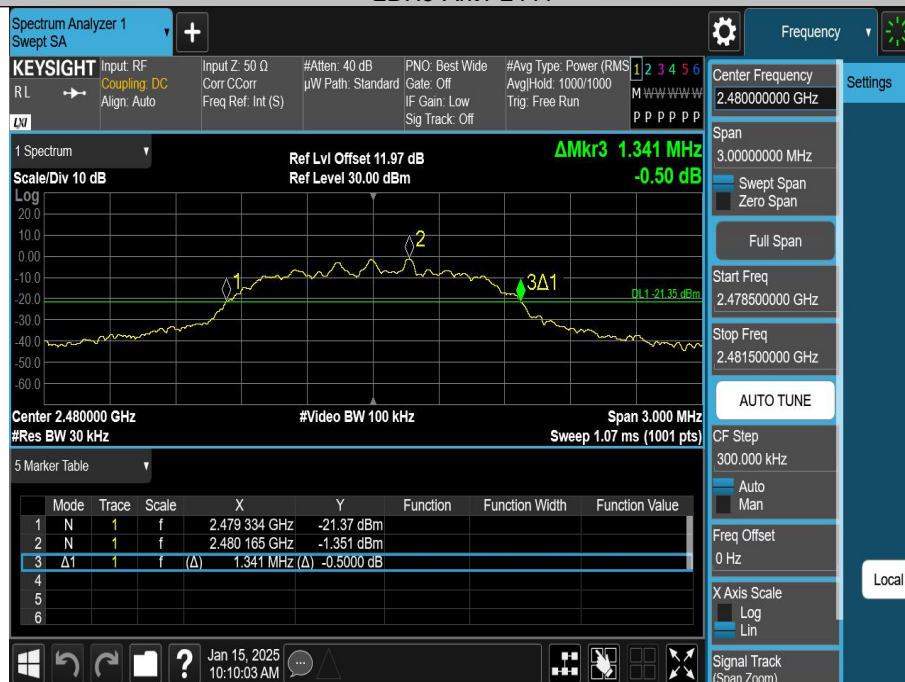 Spectrum Analyzer 1
Swept SA
+
Frequency
KEYSIGHT
RL
LXI
Input: RF
Coupling: DC
Align: Auto
Input Z: 50 Ω
Corr CCorr
Freq Ref: Int (S)
#Atten: 40 dB
µW Path: Standard
PNO: Best Wide
Gate: Off
IF Gain: Low
Sig Track: Off
#Avg Type: Power (RMS
Avg|Hold: 1000/1000
Trig: Free Run
1 2 3 4 5 6
M W W W W W
P P P P P P
1 Spectrum
Scale/Div 10 dB
Ref Lvl Offset 11.97 dB
Ref Level 30.00 dBm
ΔMkr3 1.341 MHz
-0.50 dB
Log
20.0
10.0
0.00
-10.0
-20.0
-30.0
-40.0
-50.0
-60.0
1
2
3Δ1
DL1 -21.35 dBm
Center 2.480000 GHz
#Video BW 100 kHz
Span 3.000 MHz
#Res BW 30 kHz
Sweep 1.07 ms (1001 pts)
5 Marker Table
Mode Trace Scale X Y Function Function Width Function Value
1 N 1 f 2.479 334 GHz -21.37 dBm
2 N 1 f 2.480 165 GHz -1.351 dBm
3 Δ1 1 f (Δ) 1.341 MHz (Δ) -0.5000 dB
4
5
6
?
Jan 15, 2025
10:10:03 AM
Center Frequency
2.480000000 GHz
Settings
Span
3.00000000 MHz
Swept Span
Zero Span
Full Span
Start Freq
2.478500000 GHz
Stop Freq
2.481500000 GHz
AUTO TUNE
CF Step
300.000 kHz
Auto
Man
Freq Offset
0 Hz
Local
X Axis Scale
Log
Lin
Signal Track
(Span Zoom)